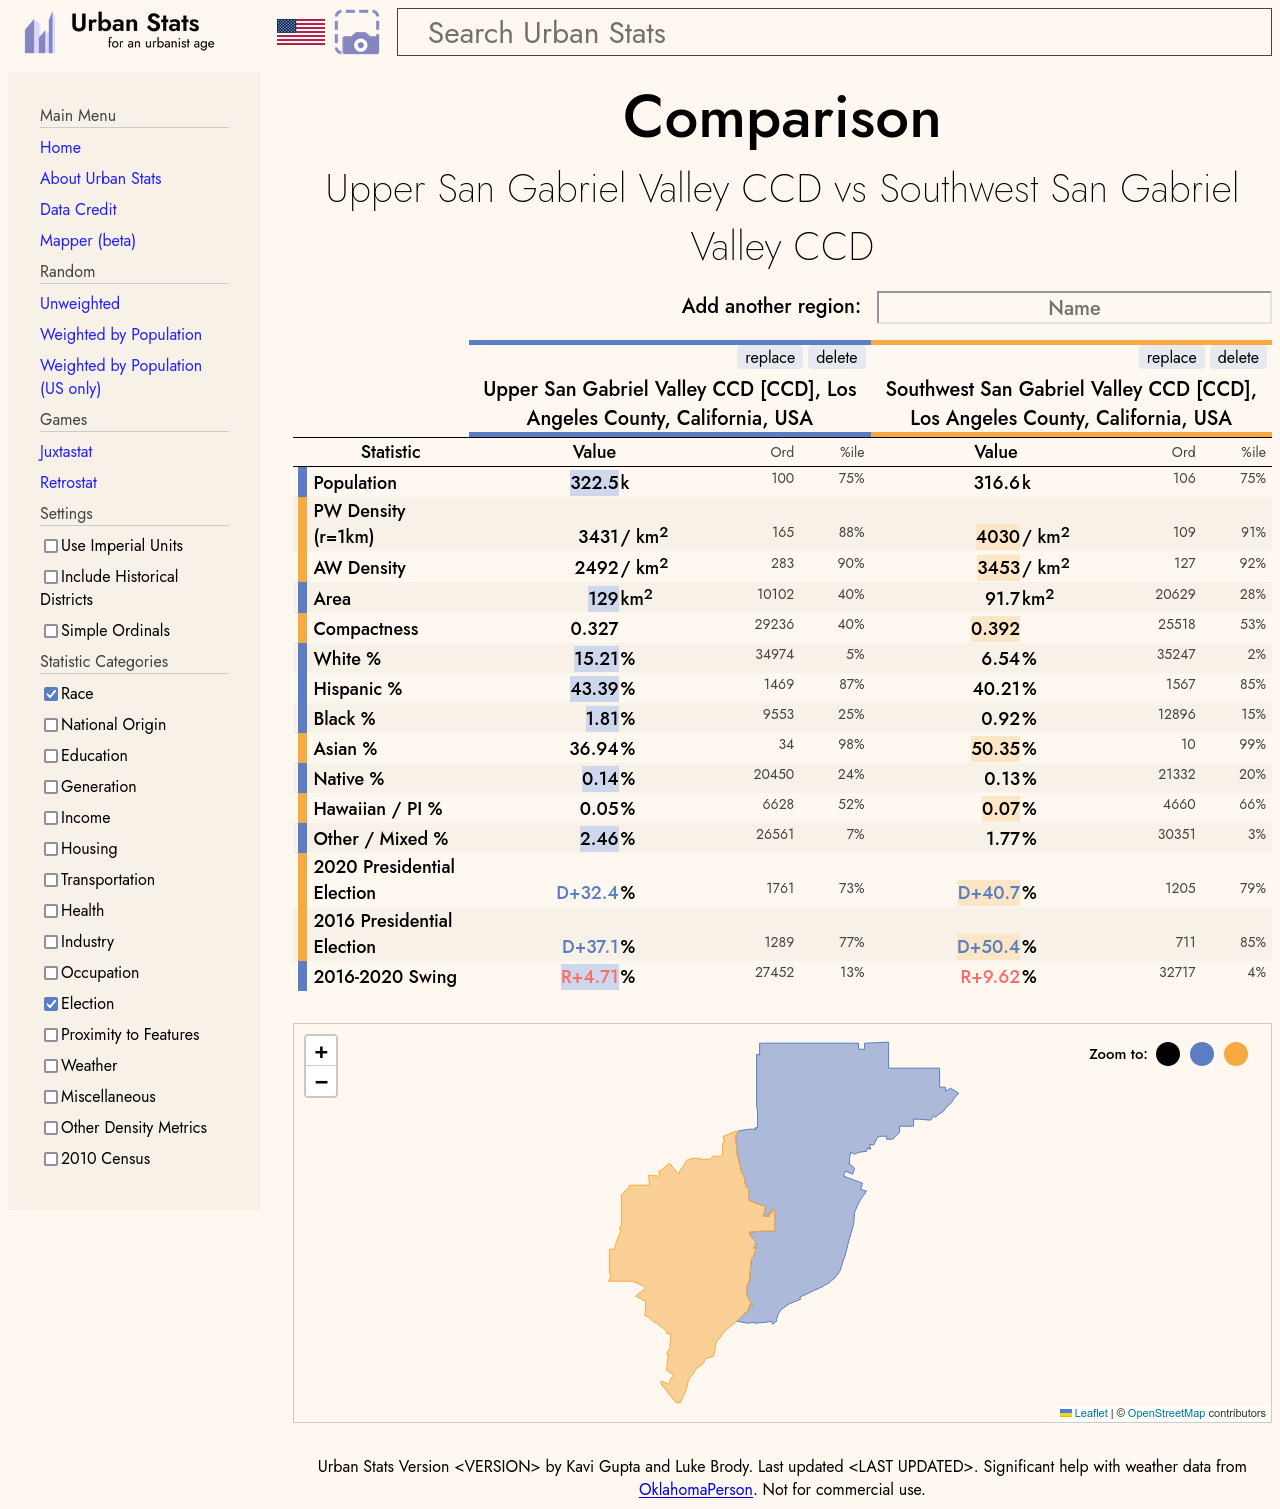 Urban Stats
for an urbanist age
Search Urban Stats
Main Menu
Home
About Urban Stats
Data Credit
Mapper (beta)
Random
Unweighted
Weighted by Population
Weighted by Population
(US only)
Games
Juxtastat
Retrostat
Settings
Use Imperial Units
Include Historical
Districts
Simple Ordinals
Statistic Categories
Race
National Origin
Education
Generation
Income
Housing
Transportation
Health
Industry
Occupation
Election
Proximity to Features
Weather
Miscellaneous
Other Density Metrics
2010 Census
Comparison
Upper San Gabriel Valley CCD vs Southwest San Gabriel
Valley CCD
Add another region: Name
replace delete replace delete
Upper San Gabriel Valley CCD [CCD], Los
Angeles County, California, USA
Southwest San Gabriel Valley CCD [CCD],
Los Angeles County, California, USA
Statistic Value Ord %ile Value Ord %ile
Population 322.5k 100 75% 316.6k 106 75%
PW Density
(r=1km) 3431/ km² 165 88% 4030/ km² 109 91%
AW Density 2492/ km² 283 90% 3453/ km² 127 92%
Area 129km² 10102 40% 91.7km² 20629 28%
Compactness 0.327 29236 40% 0.392 25518 53%
White % 15.21% 34974 5% 6.54% 35247 2%
Hispanic % 43.39% 1469 87% 40.21% 1567 85%
Black % 1.81% 9553 25% 0.92% 12896 15%
Asian % 36.94% 34 98% 50.35% 10 99%
Native % 0.14% 20450 24% 0.13% 21332 20%
Hawaiian / PI % 0.05% 6628 52% 0.07% 4660 66%
Other / Mixed % 2.46% 26561 7% 1.77% 30351 3%
2020 Presidential
Election D+32.4% 1761 73% D+40.7% 1205 79%
2016 Presidential
Election D+37.1% 1289 77% D+50.4% 711 85%
2016-2020 Swing R+4.71% 27452 13% R+9.62% 32717 4%
+
−
Zoom to:
Leaflet | © OpenStreetMap contributors
Urban Stats Version <VERSION> by Kavi Gupta and Luke Brody. Last updated <LAST UPDATED>. Significant help with weather data from
OklahomaPerson. Not for commercial use.